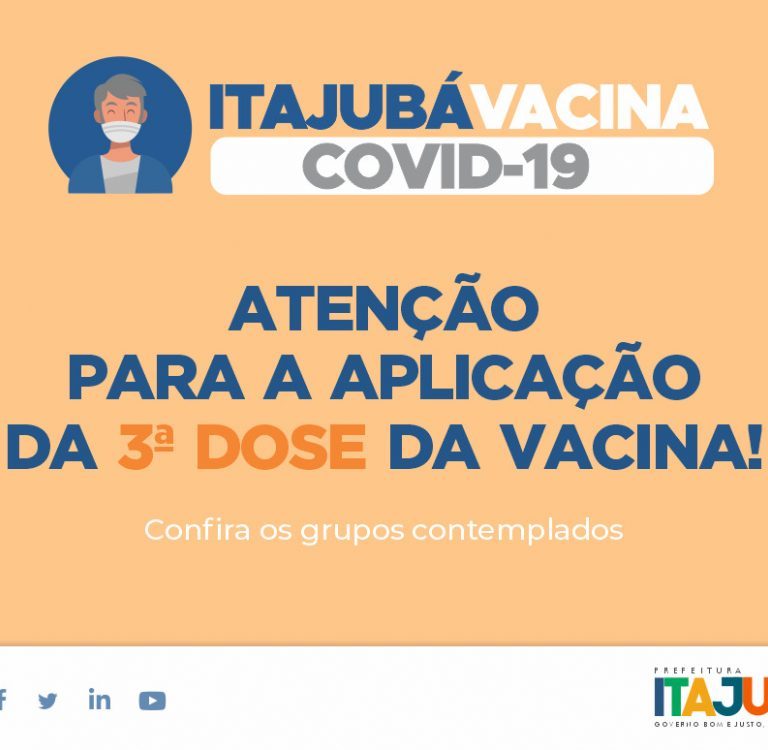 ITAJUBÁVACINA
COVID-19
ATENÇÃO
PARA A APLICAÇÃO
DA 3ª DOSE DA VACINA!
Confira os grupos contemplados
PREFEITURA
ITAJU
GOVERNO BOM E JUSTO,